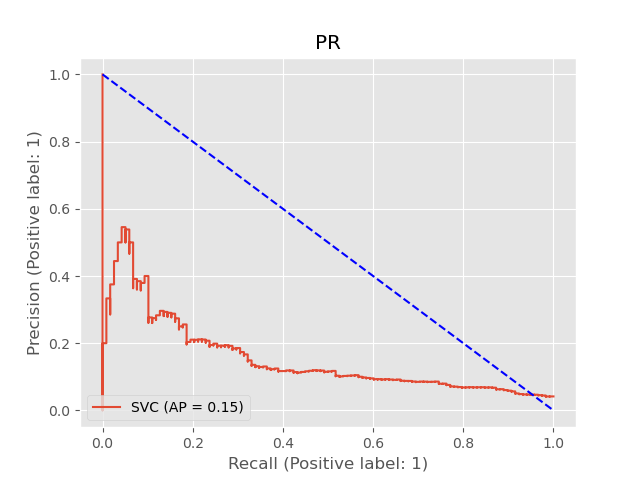 PR
Precision (Positive label: 1)
1.0
0.8
0.6
0.4
0.2
0.0
SVC (AP = 0.15)
0.0 0.2 0.4 0.6 0.8 1.0
Recall (Positive label: 1)